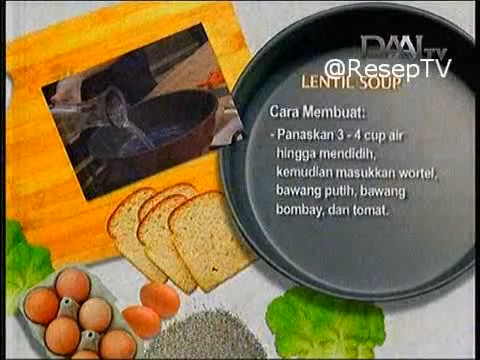 DAAI TV
@ResepTV
LENTIL SOUP
Cara Membuat:
- Panaskan 3 - 4 cup air
hingga mendidih,
kemudian masukkan wortel,
bawang putih, bawang
bombay, dan tomat.